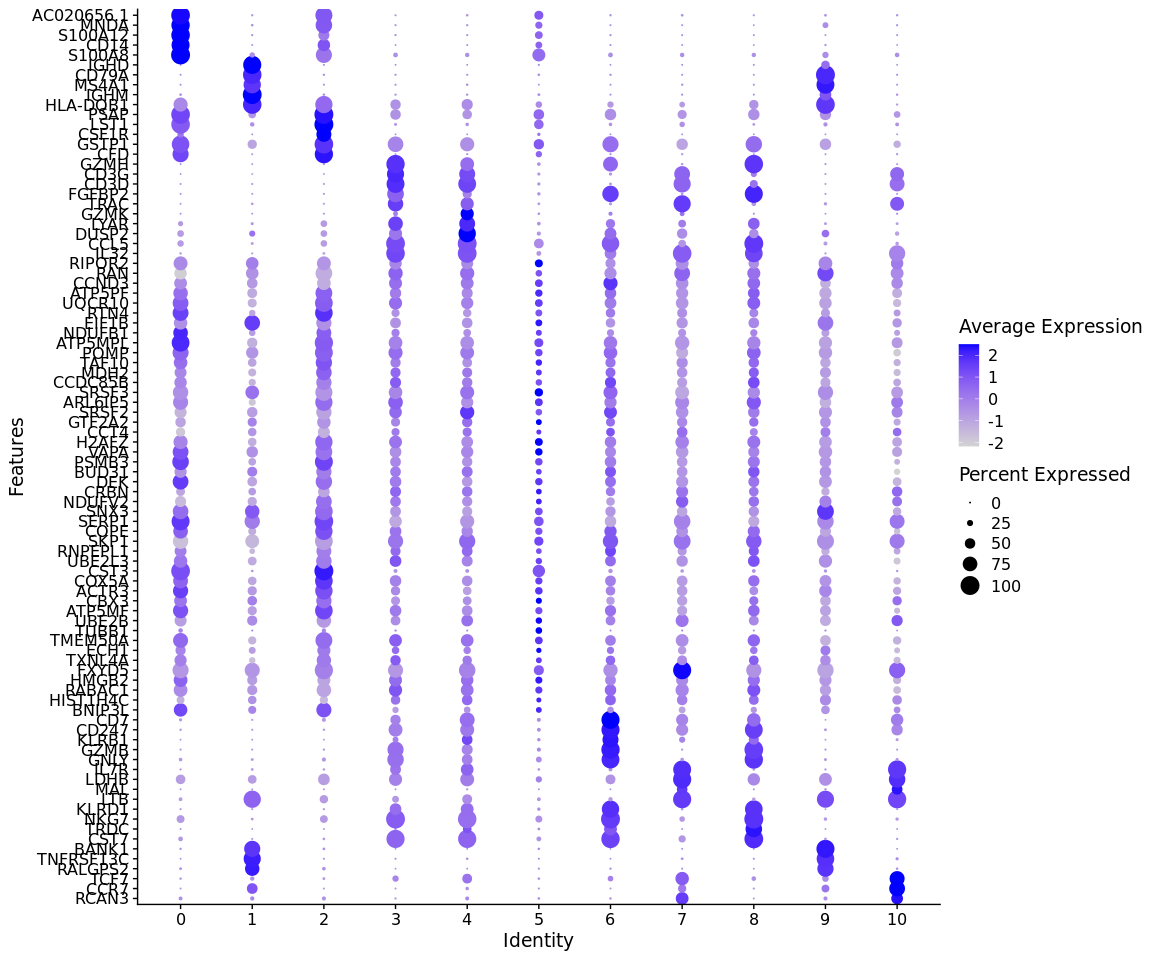 AC020656.1
MNDA
S100A12
CD14
S100A8
IGHD
CD79A
MS4A1
IGHM
HLA-DQB1
PSAP
LST1
CSF1R
GSTP1
CFD
GZMH
CD3G
CD3D
FGFBP2
TRAC
GZMK
LYAR
DUSP2
CCL5
IL32
RIPOR2
RAN
CCND3
ATP5PF
UQCR10
RTN4
EIF1B
NDUFB1
ATP5MPL
POMP
TAF10
MDH2
CCDC85B
SRSF3
ARL6IP5
SRSF2
GTF2A2
CCT4
H2AFZ
VAPA
PSMB3
BUD31
DEK
CRBN
NDUFV2
SNX3
SERP1
COPE
SKP1
RNPEPL1
UBE2L3
CST3
COX5A
ACTR3
CBX3
ATP5MF
UBE2B
TUBB1
TMEM50A
ECH1
TXNL4A
FXYD5
HMGB2
RABAC1
HIST1H4C
BNIP3L
CD7
CD247
KLRB1
GZMB
GNLY
IL7R
LDHB
MAL
LTB
KLRD1
NKG7
TRDC
CST7
BANK1
TNFRSF13C
RALGPS2
TCF7
CCR7
RCAN3
Features
0 1 2 3 4 5 6 7 8 9 10
Identity
Average Expression
2
1
0
-1
-2
Percent Expressed
0
25
50
75
100